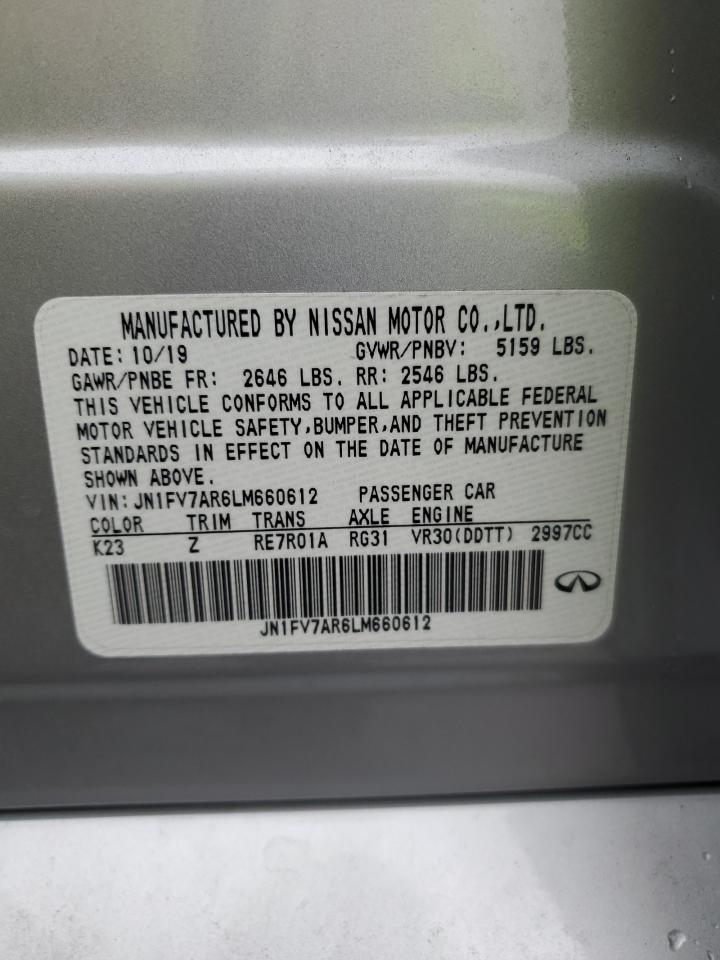 MANUFACTURED BY NISSAN MOTOR CO.,LTD.
DATE: 10/19 GVWR/PNBV: 5159 LBS.
GAWR/PNBE FR: 2646 LBS. RR: 2546 LBS.
THIS VEHICLE CONFORMS TO ALL APPLICABLE FEDERAL
MOTOR VEHICLE SAFETY,BUMPER,AND THEFT PREVENTION
STANDARDS IN EFFECT ON THE DATE OF MANUFACTURE
SHOWN ABOVE.
VIN: JN1FV7AR6LM660612 PASSENGER CAR
COLOR TRIM TRANS AXLE ENGINE
K23 Z RE7R01A RG31 VR30(DDTT) 2997CC
JN1FV7AR6LM660612